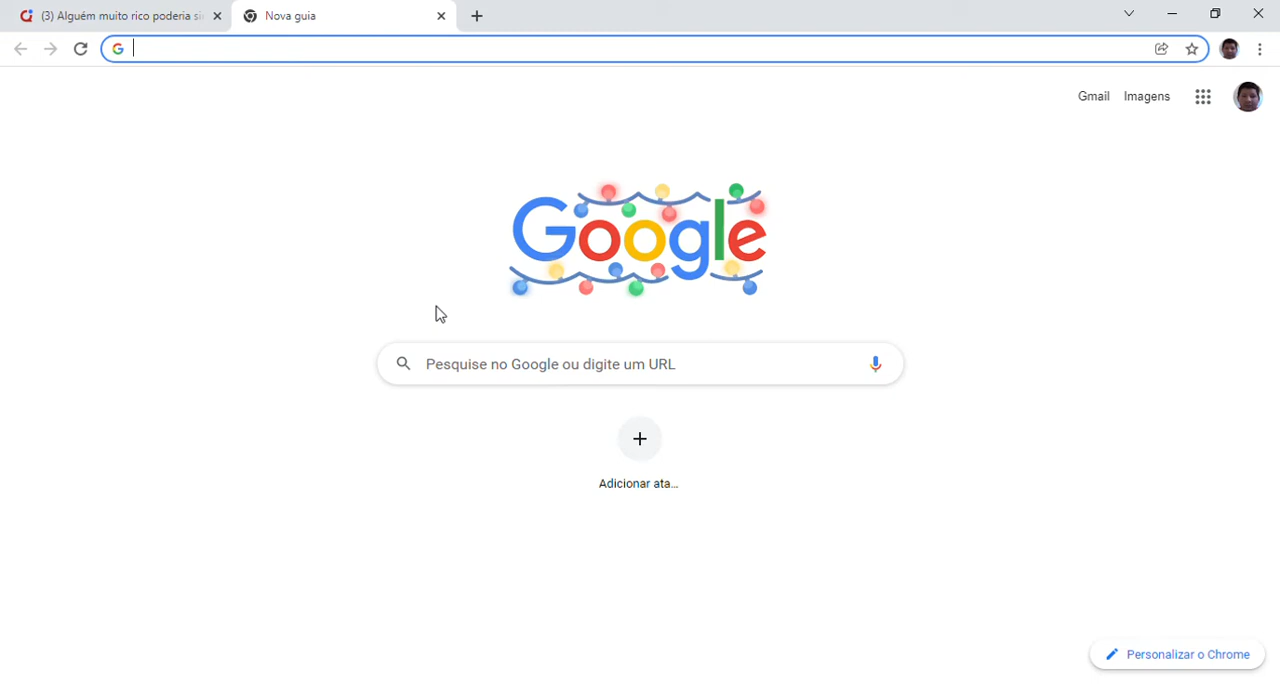 (3) Alguém muito rico poderia si
Nova guia
Gmail Imagens
Google
Pesquise no Google ou digite um URL
Adicionar ata...
Personalizar o Chrome